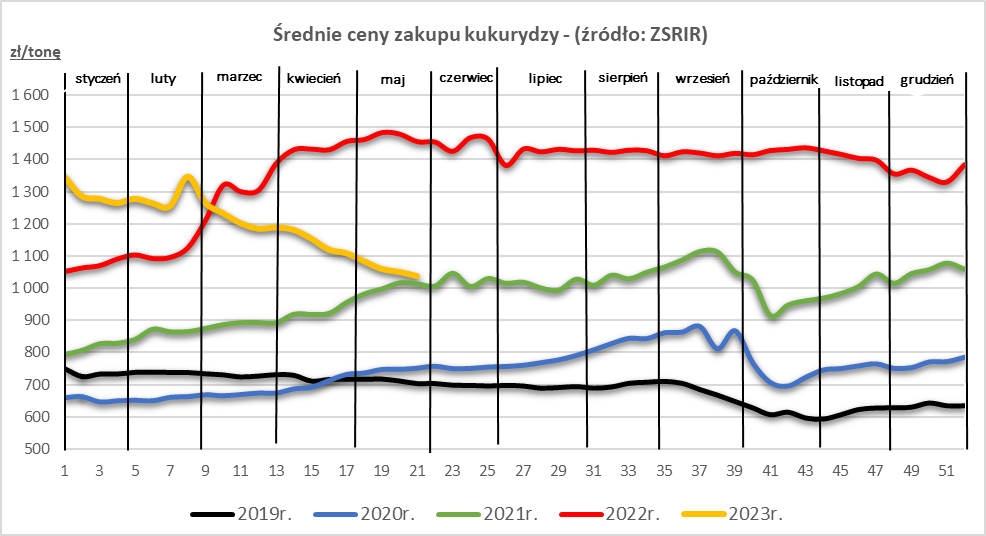 Średnie ceny zakupu kukurydzy - (źródło: ZSRIR)
zł/tonę
styczeń luty marzec kwiecień maj czerwiec lipiec sierpień wrzesień październik listopad grudzień
1 600
1 500
1 400
1 300
1 200
1 100
1 000
900
800
700
600
500
1 3 5 7 9 11 13 15 17 19 21 23 25 27 29 31 33 35 37 39 41 43 45 47 49 51
2019r. 2020r. 2021r. 2022r. 2023r.